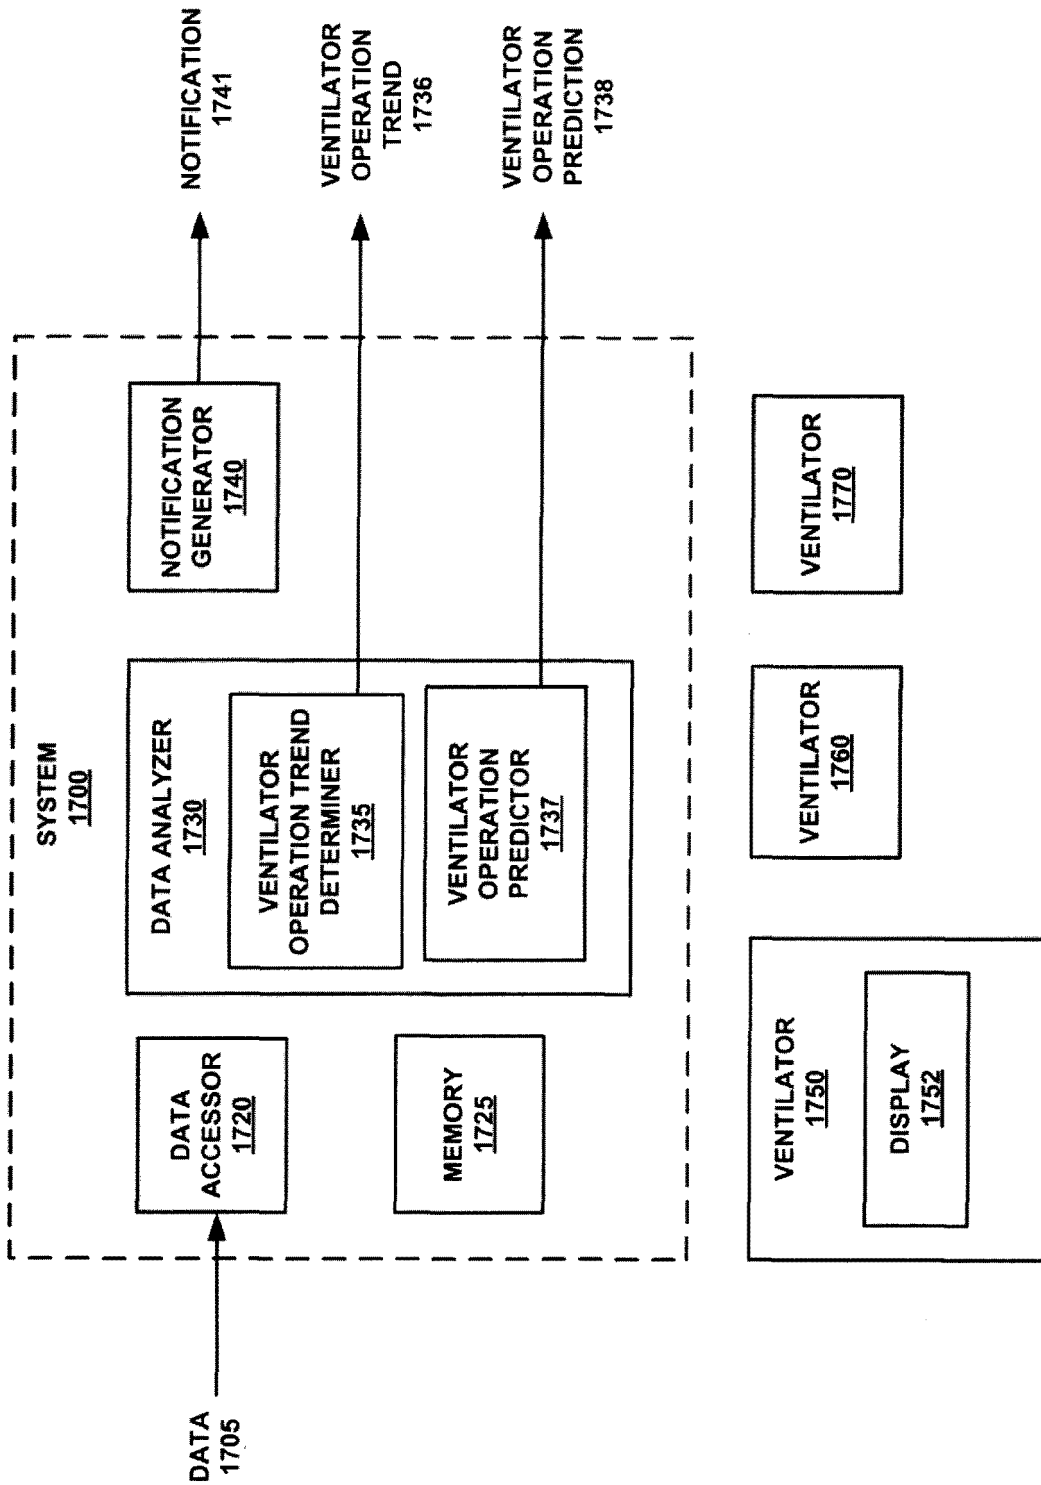 SYSTEM
1700
DATA
1705
DATA
ACCESSOR
1720
MEMORY
1725
DATA ANALYZER
1730
VENTILATOR
OPERATION TREND
DETERMINER
1735
VENTILATOR
OPERATION
PREDICTOR
1737
NOTIFICATION
GENERATOR
1740
NOTIFICATION
1741
VENTILATOR
OPERATION
TREND
1736
VENTILATOR
OPERATION
PREDICTION
1738
VENTILATOR
1750
DISPLAY
1752
VENTILATOR
1760
VENTILATOR
1770